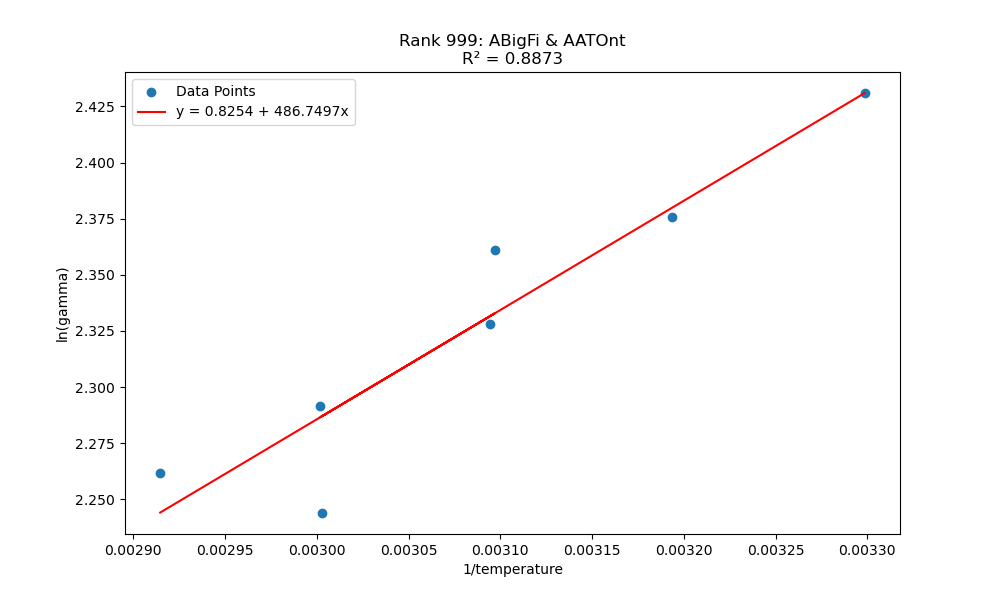 Rank 999: ABigFi & AATOnt
R² = 0.8873
Data Points
y = 0.8254 + 486.7497x
2.425
2.400
2.375
2.350
2.325
2.300
2.275
2.250
ln(gamma)
0.00290 0.00295 0.00300 0.00305 0.00310 0.00315 0.00320 0.00325 0.00330
1/temperature